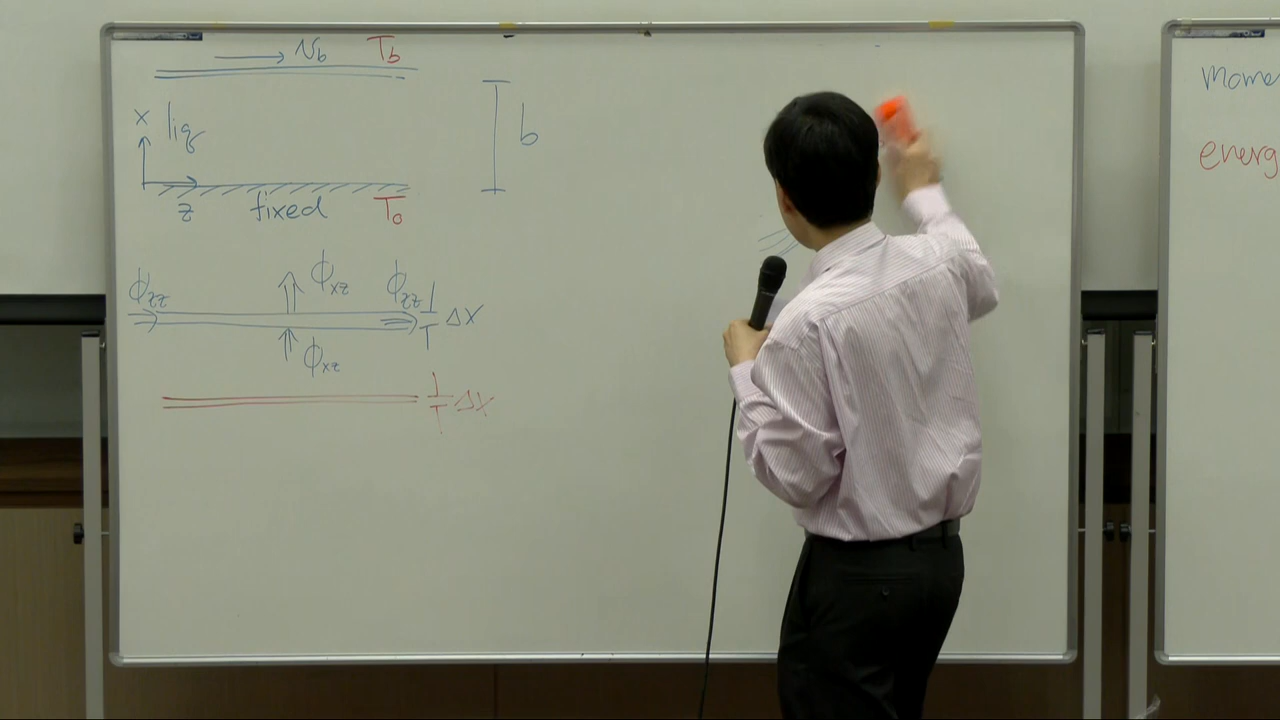 v_b T_b
x liq b
z fixed T_0
ϕ_zz ϕ_xz ϕ_zz ΔX
ϕ_xz
ΔX
mome
energ